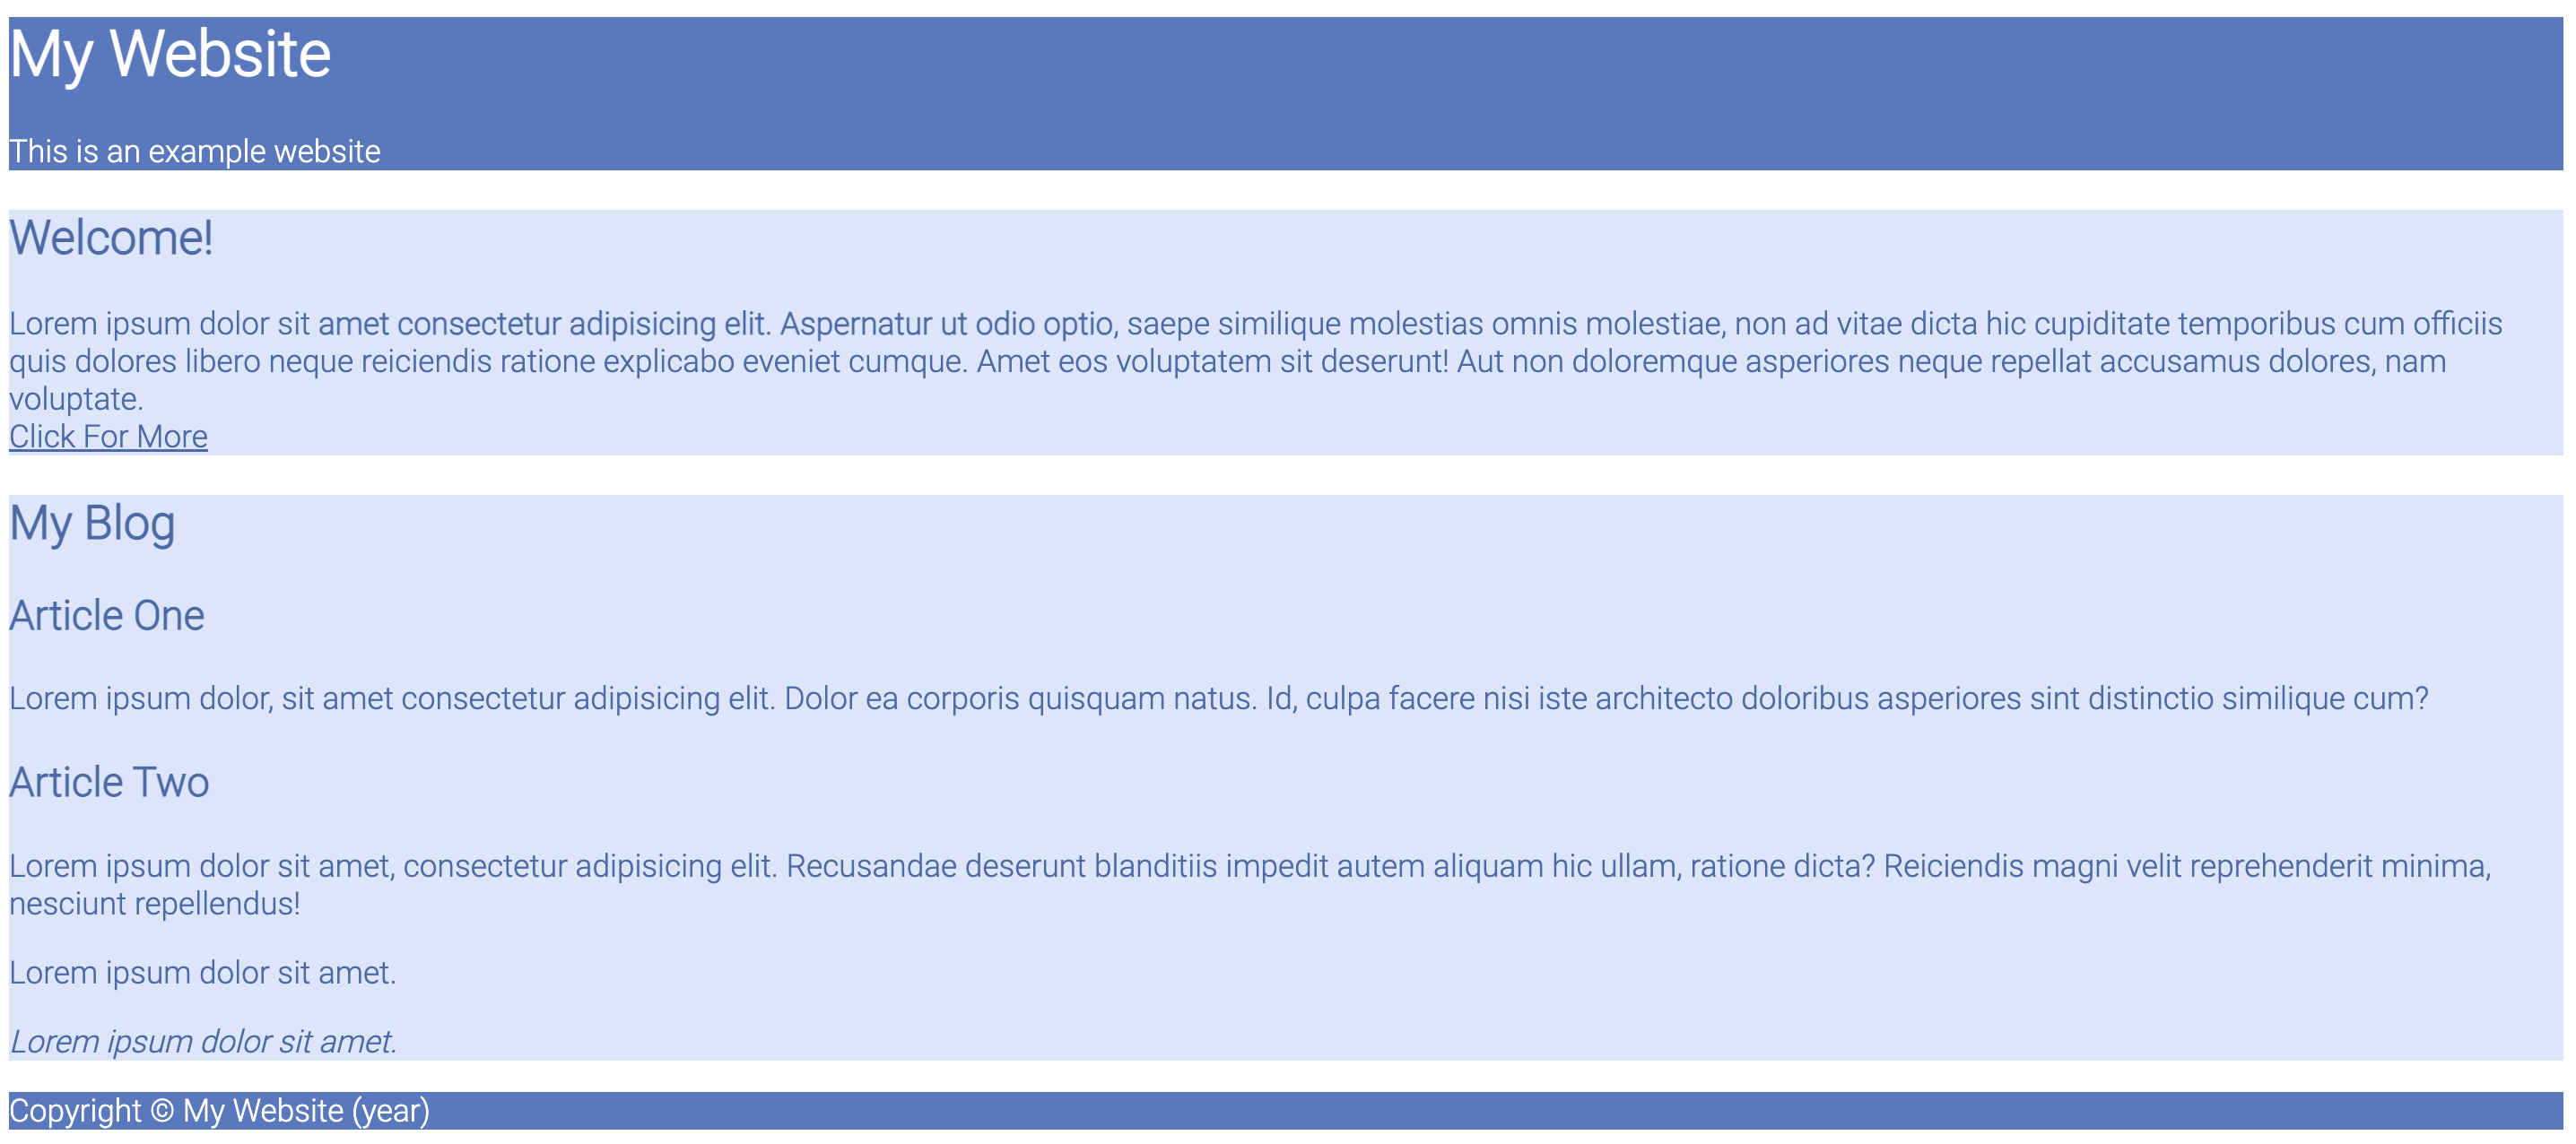 My Website
This is an example website
Welcome!
Lorem ipsum dolor sit amet consectetur adipisicing elit. Aspernatur ut odio optio, saepe similique molestias omnis molestiae, non ad vitae dicta hic cupiditate temporibus cum officiis
quis dolores libero neque reiciendis ratione explicabo eveniet cumque. Amet eos voluptatem sit deserunt! Aut non doloremque asperiores neque repellat accusamus dolores, nam
voluptate.
Click For More
My Blog
Article One
Lorem ipsum dolor, sit amet consectetur adipisicing elit. Dolor ea corporis quisquam natus. Id, culpa facere nisi iste architecto doloribus asperiores sint distinctio similique cum?
Article Two
Lorem ipsum dolor sit amet, consectetur adipisicing elit. Recusandae deserunt blanditiis impedit autem aliquam hic ullam, ratione dicta? Reiciendis magni velit reprehenderit minima,
nesciunt repellendus!
Lorem ipsum dolor sit amet.
Lorem ipsum dolor sit amet.
Copyright © My Website (year)